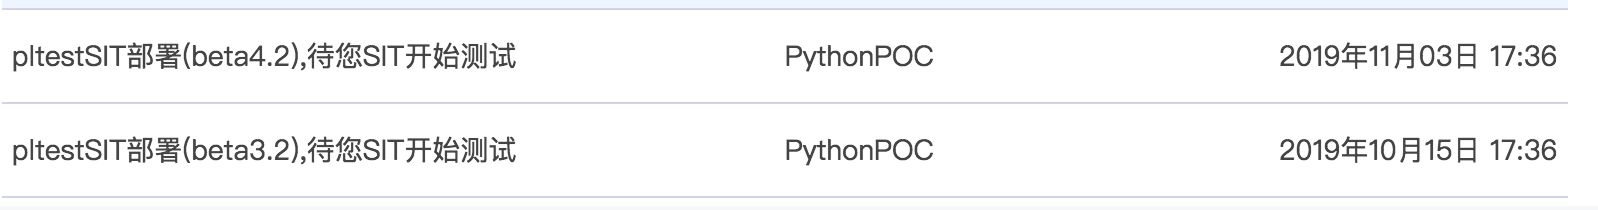 pltestSIT部署(beta4.2),待您SIT开始测试 PythonPOC 2019年11月03日 17:36
pltestSIT部署(beta3.2),待您SIT开始测试 PythonPOC 2019年10月15日 17:36